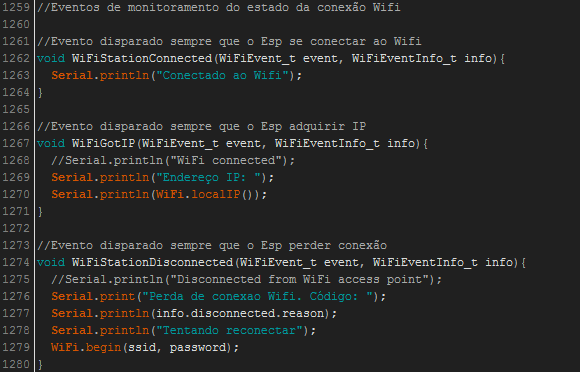 1259 //Eventos de monitoramento do estado da conexão Wifi
1260
1261 //Evento disparado sempre que o Esp se conectar ao Wifi
1262 void WiFiStationConnected(WiFiEvent_t event, WiFiEventInfo_t info){
1263   Serial.println("Conectado ao Wifi");
1264 }
1265
1266 //Evento disparado sempre que o Esp adquirir IP
1267 void WiFiGotIP(WiFiEvent_t event, WiFiEventInfo_t info){
1268   //Serial.println("WiFi connected");
1269   Serial.println("Endereço IP: ");
1270   Serial.println(WiFi.localIP());
1271 }
1272
1273 //Evento disparado sempre que o Esp perder conexão
1274 void WiFiStationDisconnected(WiFiEvent_t event, WiFiEventInfo_t info){
1275   //Serial.println("Disconnected from WiFi access point");
1276   Serial.print("Perda de conexao Wifi. Código: ");
1277   Serial.println(info.disconnected.reason);
1278   Serial.println("Tentando reconectar");
1279   WiFi.begin(ssid, password);
1280 }